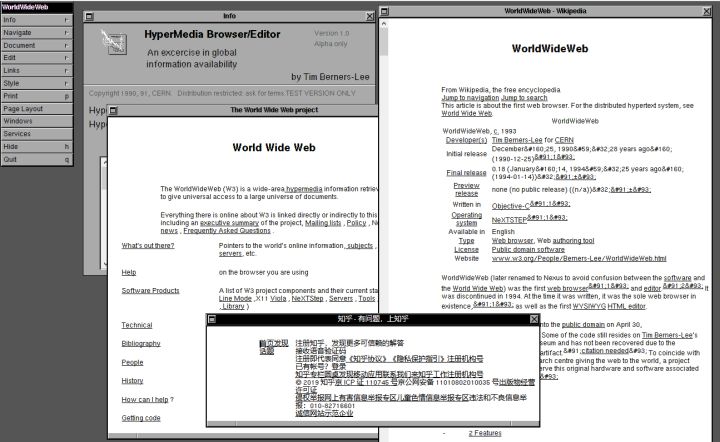 WorldWideWeb
Info
Navigate
Document
Edit
Links
Style
Print p
Page Layout
Windows
Services
Hide h
Quit q
Info
HyperMedia Browser/Editor
Version 1.0
Alpha only
An excercise in global
information availability
by Tim Berners-Lee
Copyright 1990, 91, CERN. Distribution restricted: ask for terms.TEST VERSION ONLY
Hyp
Hype
The World Wide Web project
World Wide Web
The WorldWideWeb (W3) is a wide-area hypermedia information retriev
to give universal access to a large universe of documents.
Everything there is online about W3 is linked directly or indirectly to this
including an executive summary of the project, Mailing lists , Policy , No
news , Frequently Asked Questions .
What's out there? Pointers to the world's online information, subjects ,
servers, etc.
Help on the browser you are using
Software Products A list of W3 project components and their current stat
Line Mode ,X11 Viola , NeXTStep , Servers , Tools
, Library )
Technical
Bibliography
People
History
How can I help ?
Getting code
WorldWideWeb - Wikipedia
WorldWideWeb
From Wikipedia, the free encyclopedia
Jump to navigation Jump to search
This article is about the first web browser. For the distributed hypertext system, see
World Wide Web.
WorldWideWeb
WorldWideWeb, c. 1993
Developer(s) Tim Berners-Lee for CERN
Initial release December&#160;25, 1990&#59;&#32;28 years ago&#160;
(1990-12-25)&#91;1&#93;
Final release 0.18 (January&#160;14, 1994&#59;&#32;25 years ago&#160;
(1994-01-14))&#32;&#91;±&#93;
Preview
release none (no public release) ((n/a))&#32;&#91;±&#93;
Written in Objective-C&#91;1&#93;
Operating
system NeXTSTEP&#91;1&#93;
Available in English
Type Web browser, Web authoring tool
License Public domain software
Website www.w3.org/People/Berners-Lee/WorldWideWeb.html
WorldWideWeb (later renamed to Nexus to avoid confusion between the software and
the World Wide Web) was the first web browser&#91;1&#93; and editor.&#91;2&#93; It
was discontinued in 1994. At the time it was written, it was the sole web browser in
existence,&#91;1&#93; as well as the first WYSIWYG HTML editor.
into the public domain on April 30,
Some of the code still resides on Tim Berners-Lee's
seum and has not been recovered due to the
artifact.&#91;citation needed&#93; To coincide with
arch centre giving the web to the world, a project
serve this original hardware and software associated
- 2 Features
知乎 - 有问题，上知乎
首页发现
话题
注册知乎，发现更多可信赖的解答
接收语音验证码
注册即代表同意《知乎协议》《隐私保护指引》注册机构号
已有帐号？登录
知乎专栏圆桌发现移动应用联系我们来知乎工作注册机构号
© 2019 知乎京 ICP 证 110745 号京公网安备 11010802010035 号出版物经营
许可证
侵权举报网上有害信息举报专区儿童色情信息举报专区违法和不良信息举
报：010-82716601
诚信网站示范企业